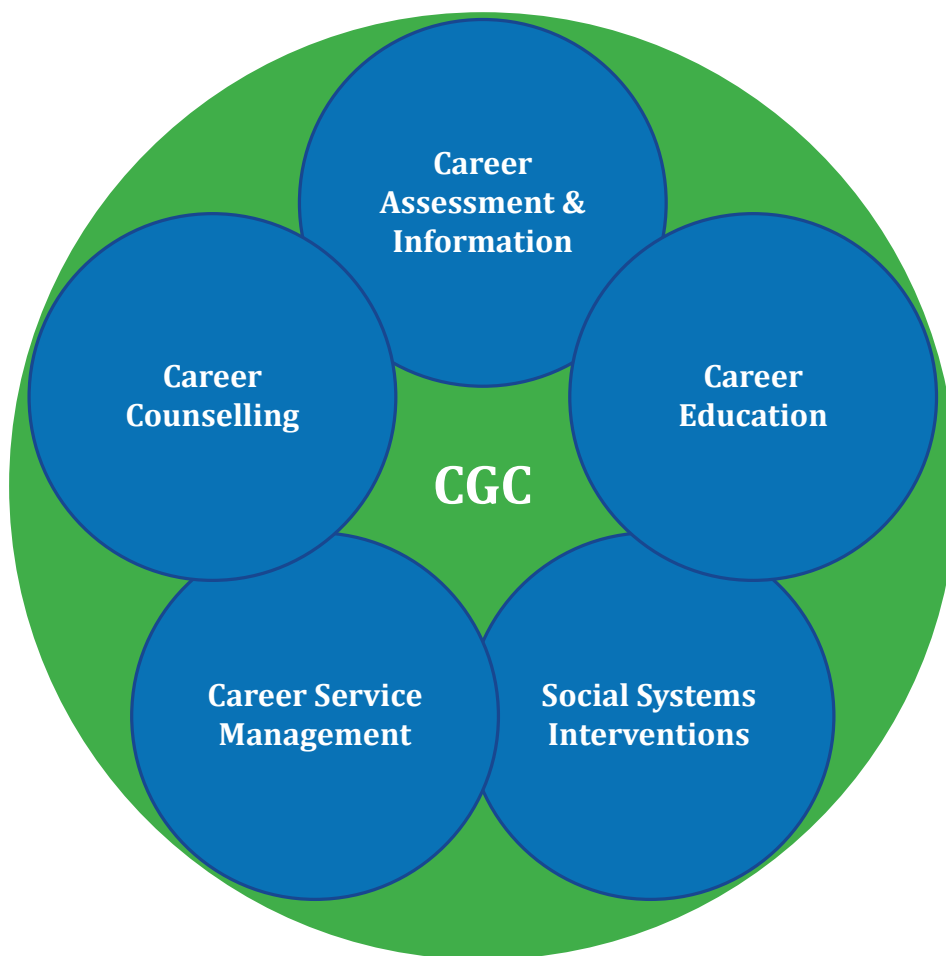 Career
Assessment &
Information
Career
Counselling
Career
Education
CGC
Career Service
Management
Social Systems
Interventions